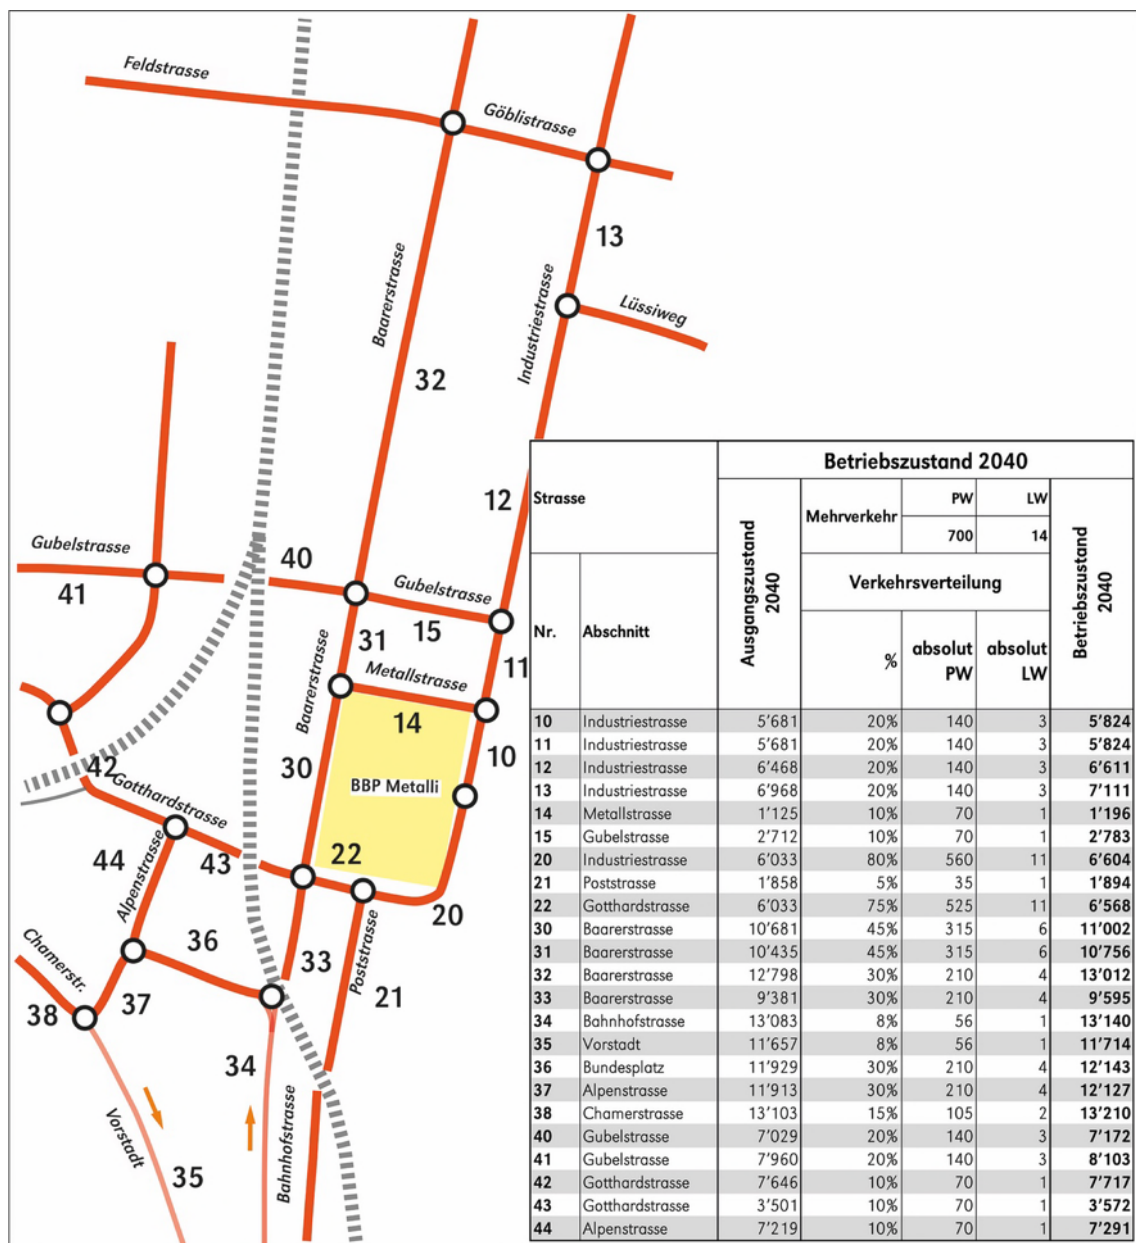 Feldstrasse
Göblistrasse
13
Baarerstrasse
Industriestrasse
Lüssiweg
32
12
Gubelstrasse
40
41
Gubelstrasse
31
15
11
Baarerstrasse
Metallstrasse
14
10
30
BBP Metalli
42
Gotthardstrasse
44
43
22
Alpenstrasse
20
36
33
Poststrasse
Chamerstr.
37
21
38
34
Vorstadt
Bahnhofstrasse
35
Betriebszustand 2040
Strasse
Ausgangszustand 2040
Mehrverkehr
PW
LW
700
14
Betriebszustand 2040
Verkehrsverteilung
Nr. Abschnitt % absolut PW absolut LW
10 Industriestrasse 5’681 20% 140 3 5’824
11 Industriestrasse 5’681 20% 140 3 5’824
12 Industriestrasse 6’468 20% 140 3 6’611
13 Industriestrasse 6’968 20% 140 3 7’111
14 Metallstrasse 1’125 10% 70 1 1’196
15 Gubelstrasse 2’712 10% 70 1 2’783
20 Industriestrasse 6’033 80% 560 11 6’604
21 Poststrasse 1’858 5% 35 1 1’894
22 Gotthardstrasse 6’033 75% 525 11 6’568
30 Baarerstrasse 10’681 45% 315 6 11’002
31 Baarerstrasse 10’435 45% 315 6 10’756
32 Baarerstrasse 12’798 30% 210 4 13’012
33 Baarerstrasse 9’381 30% 210 4 9’595
34 Bahnhofstrasse 13’083 8% 56 1 13’140
35 Vorstadt 11’657 8% 56 1 11’714
36 Bundesplatz 11’929 30% 210 4 12’143
37 Alpenstrasse 11’913 30% 210 4 12’127
38 Chamerstrasse 13’103 15% 105 2 13’210
40 Gubelstrasse 7’029 20% 140 3 7’172
41 Gubelstrasse 7’960 20% 140 3 8’103
42 Gotthardstrasse 7’646 10% 70 1 7’717
43 Gotthardstrasse 3’501 10% 70 1 3’572
44 Alpenstrasse 7’219 10% 70 1 7’291